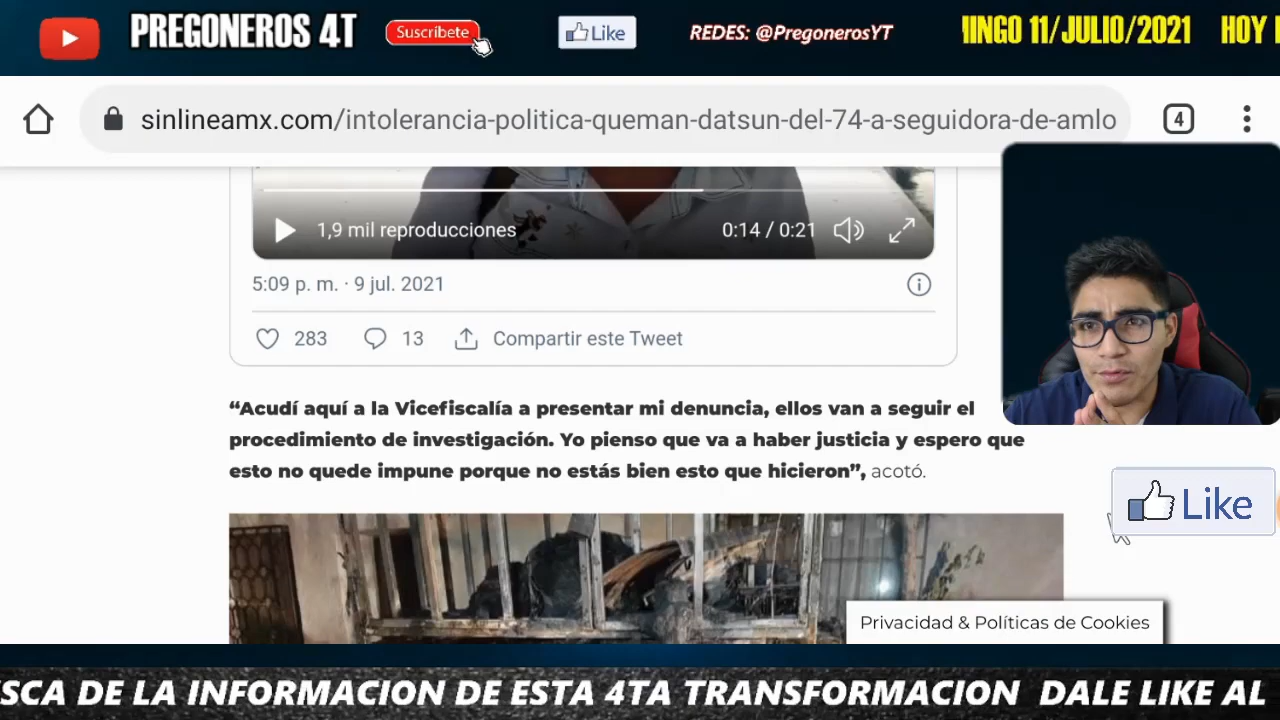 PREGONEROS 4T
Suscríbete
Like
REDES: @PregonerosYT
INGO 11/JULIO/2021 HOY
sinlineamx.com/intolerancia-politica-queman-datsun-del-74-a-seguidora-de-amlo
4
1,9 mil reproducciones
0:14 / 0:21
5:09 p. m. · 9 jul. 2021
283
13
Compartir este Tweet
“Acudí aquí a la Vicefiscalía a presentar mi denuncia, ellos van a seguir el
procedimiento de investigación. Yo pienso que va a haber justicia y espero que
esto no quede impune porque no estás bien esto que hicieron”, acotó.
Like
Privacidad & Políticas de Cookies
SCA DE LA INFORMACION DE ESTA 4TA TRANSFORMACION DALE LIKE AL